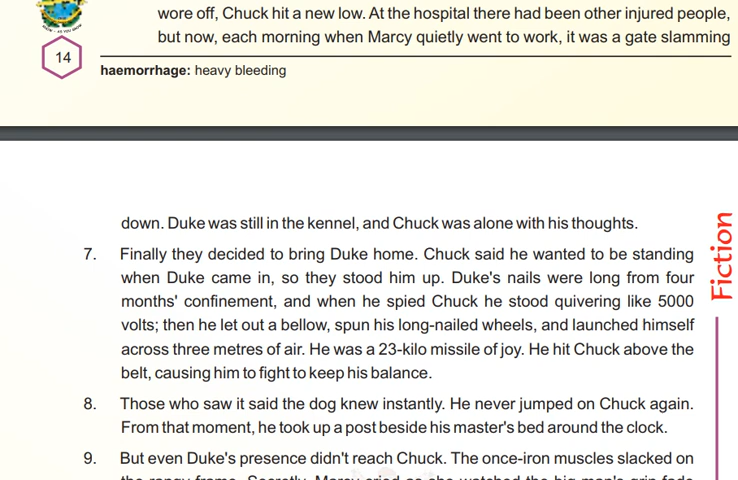 wore off, Chuck hit a new low. At the hospital there had been other injured people,
but now, each morning when Marcy quietly went to work, it was a gate slamming
14
haemorrhage: heavy bleeding
down. Duke was still in the kennel, and Chuck was alone with his thoughts.
Fiction
7. Finally they decided to bring Duke home. Chuck said he wanted to be standing
when Duke came in, so they stood him up. Duke's nails were long from four
months' confinement, and when he spied Chuck he stood quivering like 5000
volts; then he let out a bellow, spun his long-nailed wheels, and launched himself
across three metres of air. He was a 23-kilo missile of joy. He hit Chuck above the
belt, causing him to fight to keep his balance.
8. Those who saw it said the dog knew instantly. He never jumped on Chuck again.
From that moment, he took up a post beside his master's bed around the clock.
9. But even Duke's presence didn't reach Chuck. The once-iron muscles slacked on